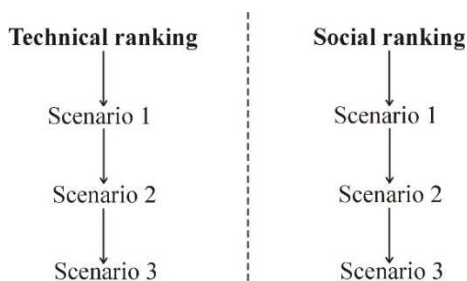 Technical ranking
Scenario 1
Scenario 2
Scenario 3
Social ranking
Scenario 1
Scenario 2
Scenario 3